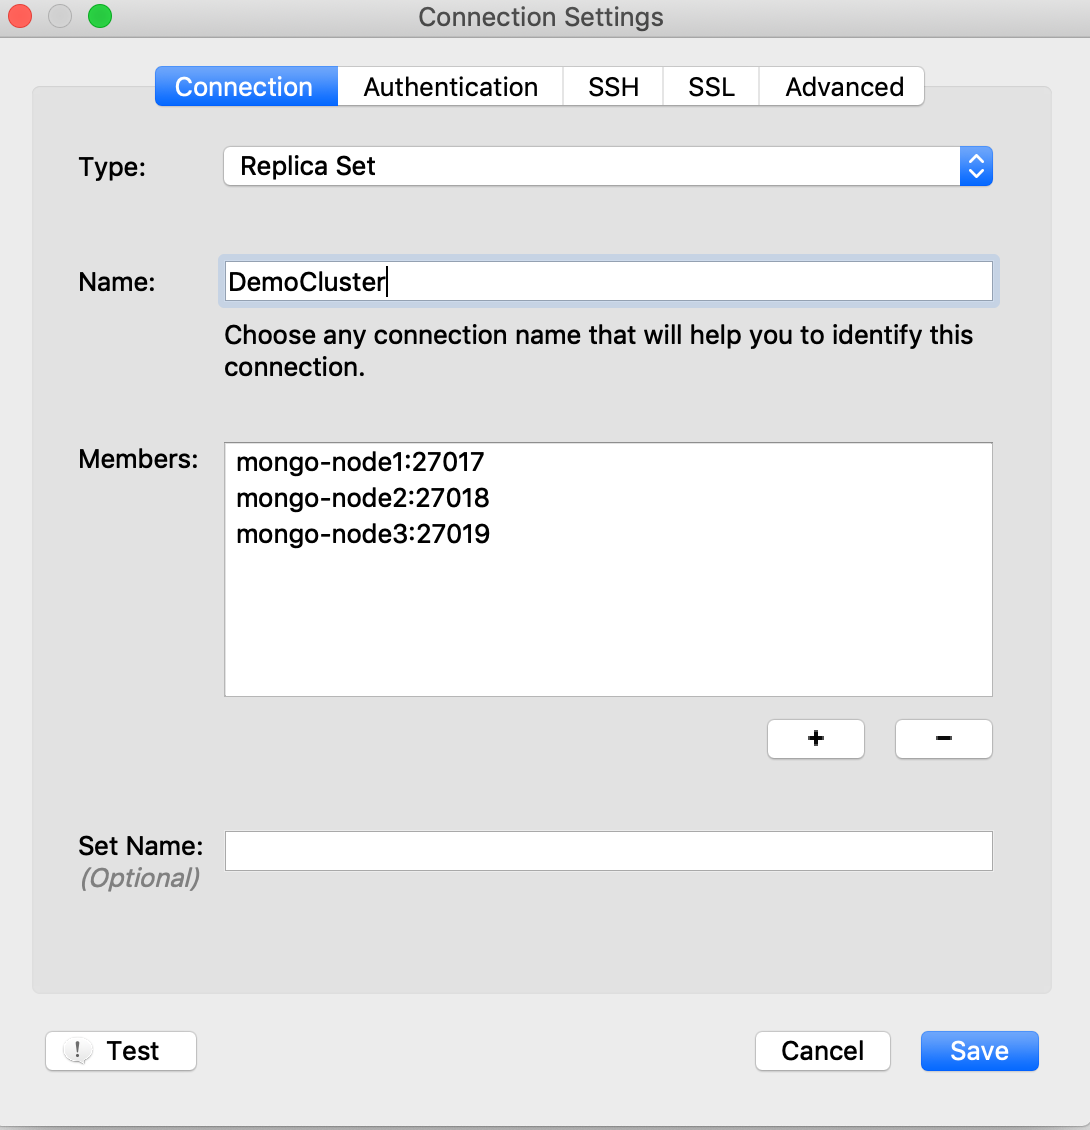 Connection Settings
Connection Authentication SSH SSL Advanced
Type: Replica Set
Name: DemoCluster
Choose any connection name that will help you to identify this
connection.
Members: mongo-node1:27017
mongo-node2:27018
mongo-node3:27019
+ −
Set Name:
(Optional)
! Test Cancel Save